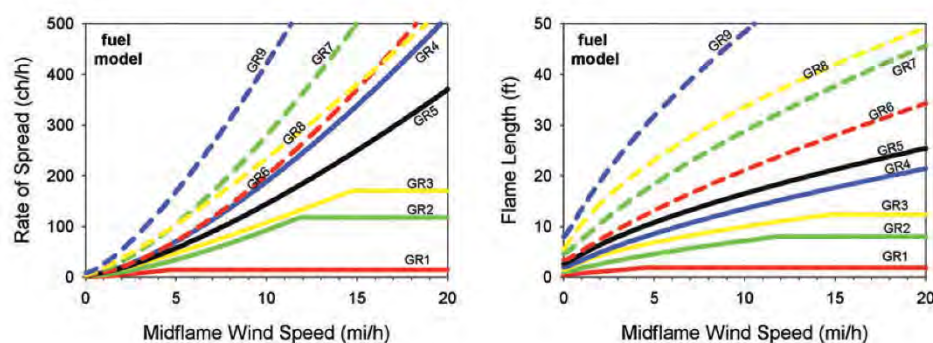 fuel
model
Rate of Spread (ch/h)
500
400
300
200
100
0
GR9
GR7
GR8
GR6
GR4
GR5
GR3
GR2
GR1
0
5
10
15
20
Midflame Wind Speed (mi/h)
fuel
model
Flame Length (ft)
50
40
30
20
10
0
GR9
GR8
GR7
GR6
GR5
GR4
GR3
GR2
GR1
0
5
10
15
20
Midflame Wind Speed (mi/h)